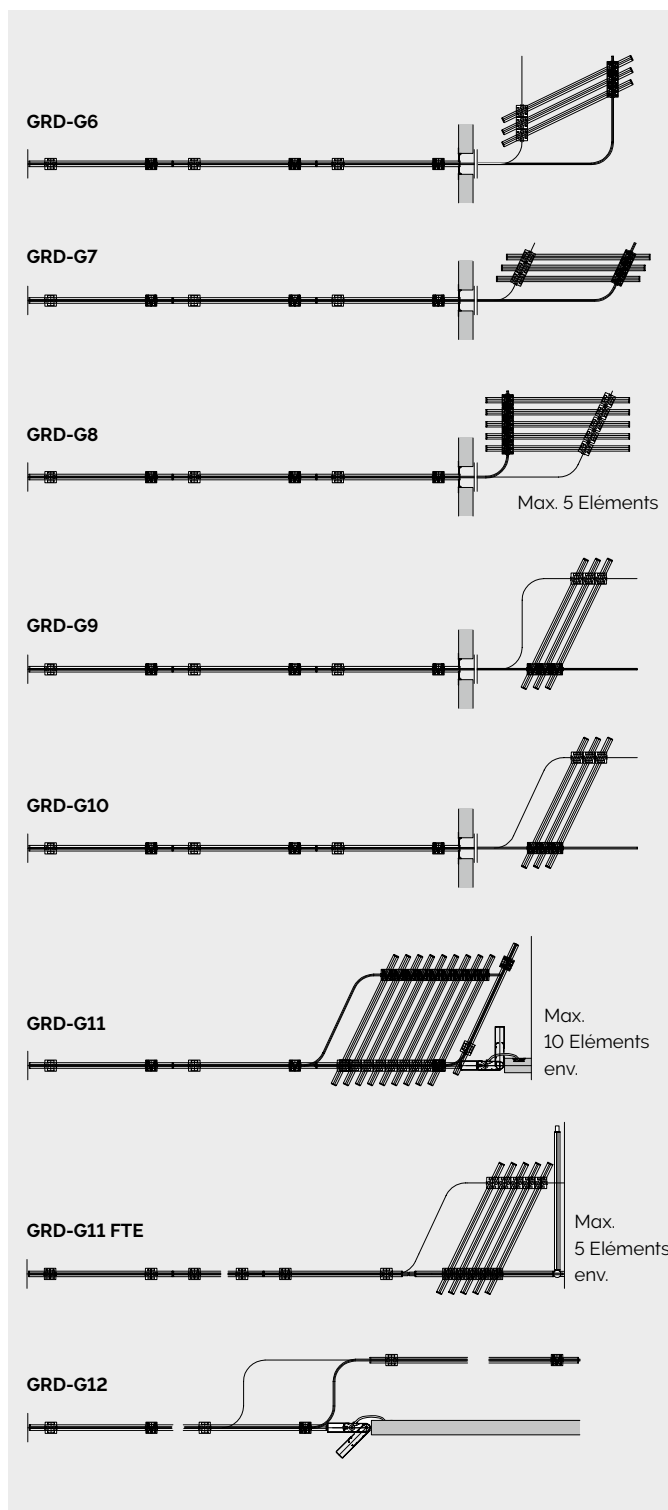 GRD-G6
GRD-G7
GRD-G8
Max. 5 Eléments
GRD-G9
GRD-G10
GRD-G11
Max.
10 Eléments
env.
GRD-G11 FTE
Max.
5 Eléments
env.
GRD-G12